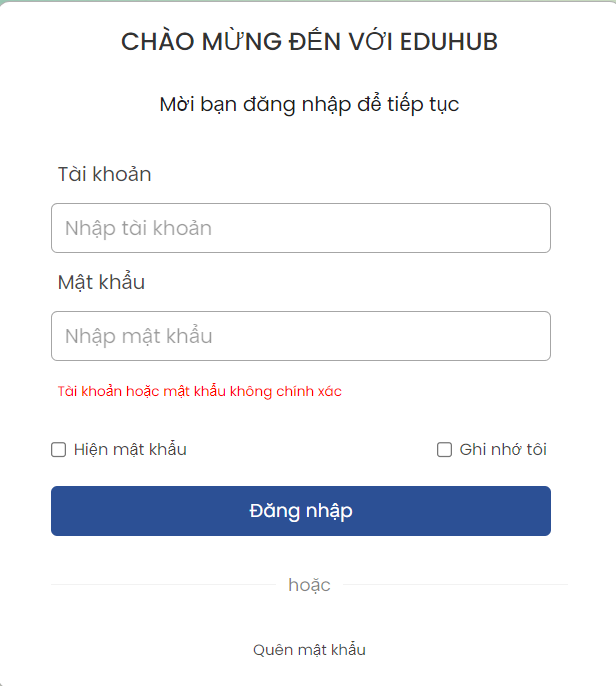 CHÀO MỪNG ĐẾN VỚI EDUHUB
Mời bạn đăng nhập để tiếp tục
Tài khoản
Nhập tài khoản
Mật khẩu
Nhập mật khẩu
Tài khoản hoặc mật khẩu không chính xác
Hiện mật khẩu Ghi nhớ tôi
Đăng nhập
hoặc
Quên mật khẩu